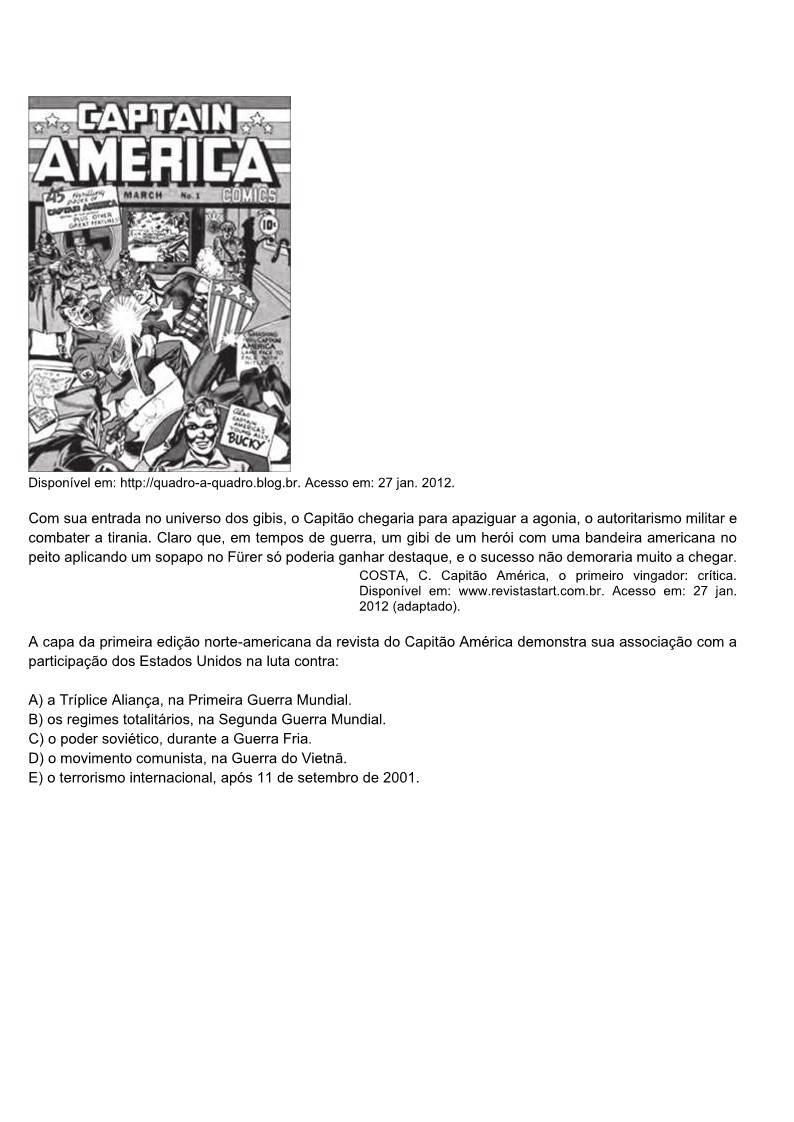 CAPTAIN
AMERICA
COMICS
MARCH No. 1
45 Thrilling
PAGES OF
CAPTAIN AMERICA
PLUS OTHER
GREAT FEATURES!
10¢
SMASHING
CAPTAIN
AMERICA
FACE TO
FACE WITH
HITLER
Also
CAPTAIN
AMERICA'S
YOUNG ALLY,
BUCKY
Disponível em: http://quadro-a-quadro.blog.br. Acesso em: 27 jan. 2012.
Com sua entrada no universo dos gibis, o Capitão chegaria para apaziguar a agonia, o autoritarismo militar e
combater a tirania. Claro que, em tempos de guerra, um gibi de um herói com uma bandeira americana no
peito aplicando um sopapo no Fürer só poderia ganhar destaque, e o sucesso não demoraria muito a chegar.
COSTA, C. Capitão América, o primeiro vingador: crítica.
Disponível em: www.revistastart.com.br. Acesso em: 27 jan.
2012 (adaptado).
A capa da primeira edição norte-americana da revista do Capitão América demonstra sua associação com a
participação dos Estados Unidos na luta contra:
A) a Tríplice Aliança, na Primeira Guerra Mundial.
B) os regimes totalitários, na Segunda Guerra Mundial.
C) o poder soviético, durante a Guerra Fria.
D) o movimento comunista, na Guerra do Vietnã.
E) o terrorismo internacional, após 11 de setembro de 2001.